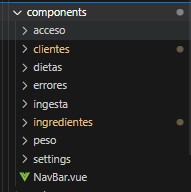 components
acceso
clientes
dietas
errores
ingesta
ingredientes
peso
settings
NavBar.vue